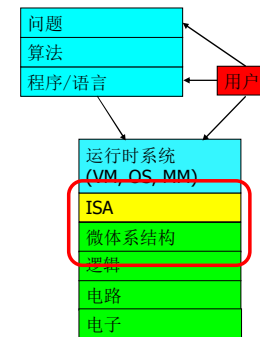 问题
算法
程序/语言
用户
运行时系统
(VM, OS, MM)
ISA
微体系结构
逻辑
电路
电子